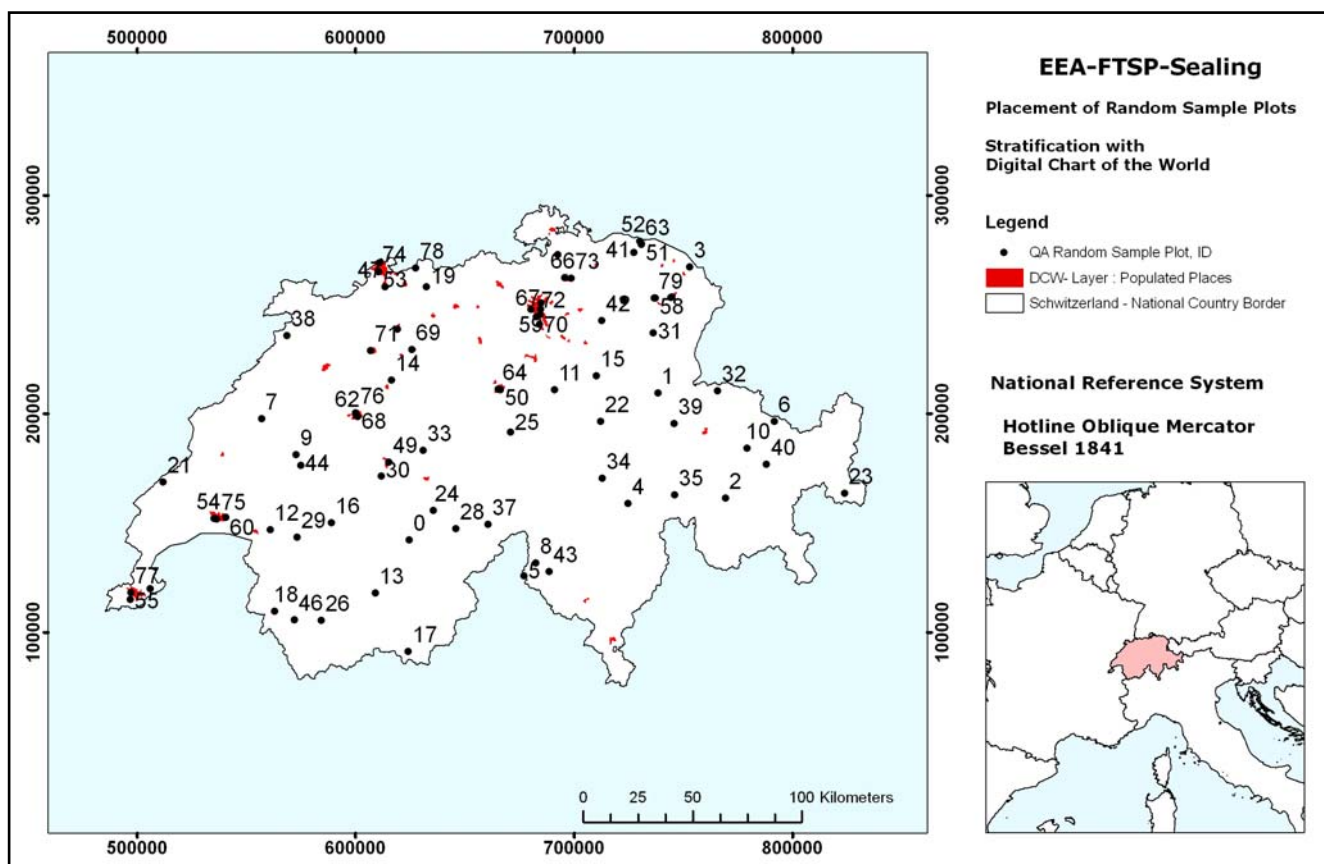 500000 600000 700000 800000
EEA-FTSP-Sealing
Placement of Random Sample Plots
Stratification with
Digital Chart of the World
Legend
QA Random Sample Plot, ID
DCW- Layer : Populated Places
Schwitzerland - National Country Border
National Reference System
Hotline Oblique Mercator
Bessel 1841
300000 300000
200000 200000
100000 100000
52 63
74 78 41 51 3
66 73
47 53 19
67 72 42 79
58
38 59 70 31
71 69
14 64 11 15 1 32
50
7 62 76 22 39 6
68 25
9 49 33 10
44 30 34 40
21 35 2 23
54 75 12 16 24 4
60 29 0 28 37
8 43
5
77 13
55 18 46 26
17
0 25 50 100 Kilometers
500000 600000 700000 800000